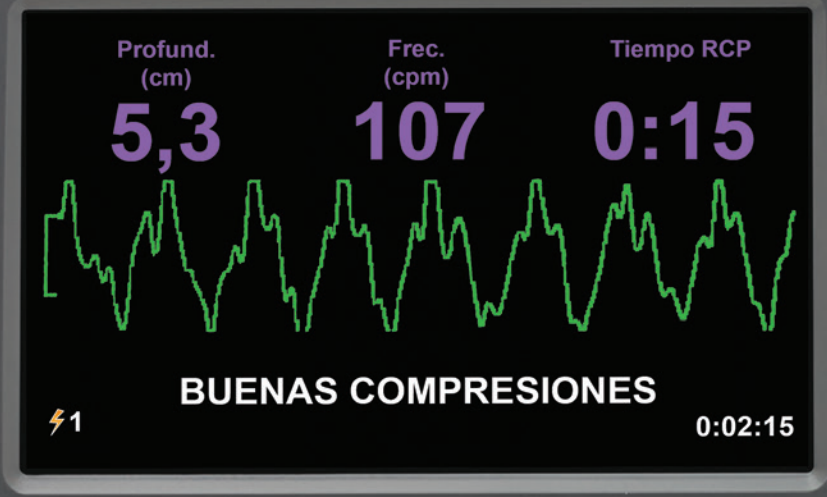 Profund. Frec. Tiempo RCP
(cm) (cpm)
5,3 107 0:15
BUENAS COMPRESIONES
1 0:02:15